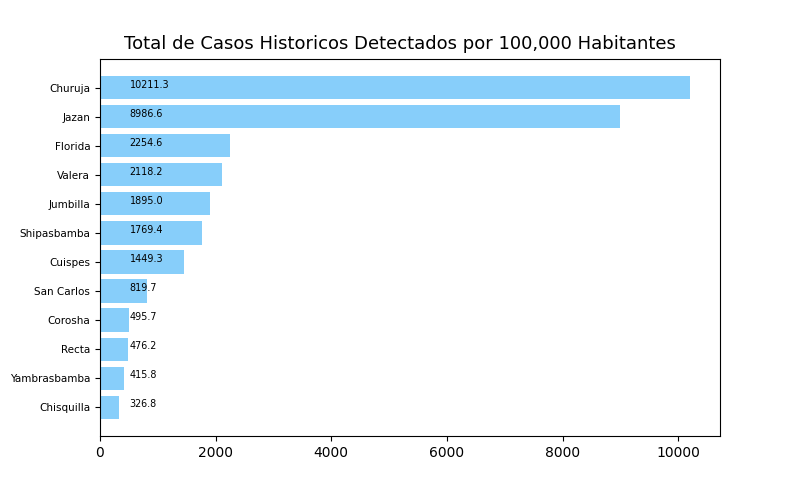 Total de Casos Historicos Detectados por 100,000 Habitantes
Churuja 10211.3
Jazan 8986.6
Florida 2254.6
Valera 2118.2
Jumbilla 1895.0
Shipasbamba 1769.4
Cuispes 1449.3
San Carlos 819.7
Corosha 495.7
Recta 476.2
Yambrasbamba 415.8
Chisquilla 326.8
0 2000 4000 6000 8000 10000